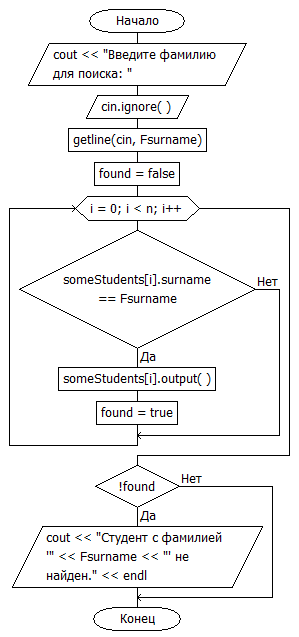 Начало
cout << "Введите фамилию
для поиска: "
cin.ignore( )
getline(cin, Fsurname)
found = false
i = 0; i < n; i++
someStudents[i].surname
== Fsurname
Нет
Да
someStudents[i].output( )
found = true
!found
Нет
Да
cout << "Студент с фамилией
'" << Fsurname << "' не
найден." << endl
Конец